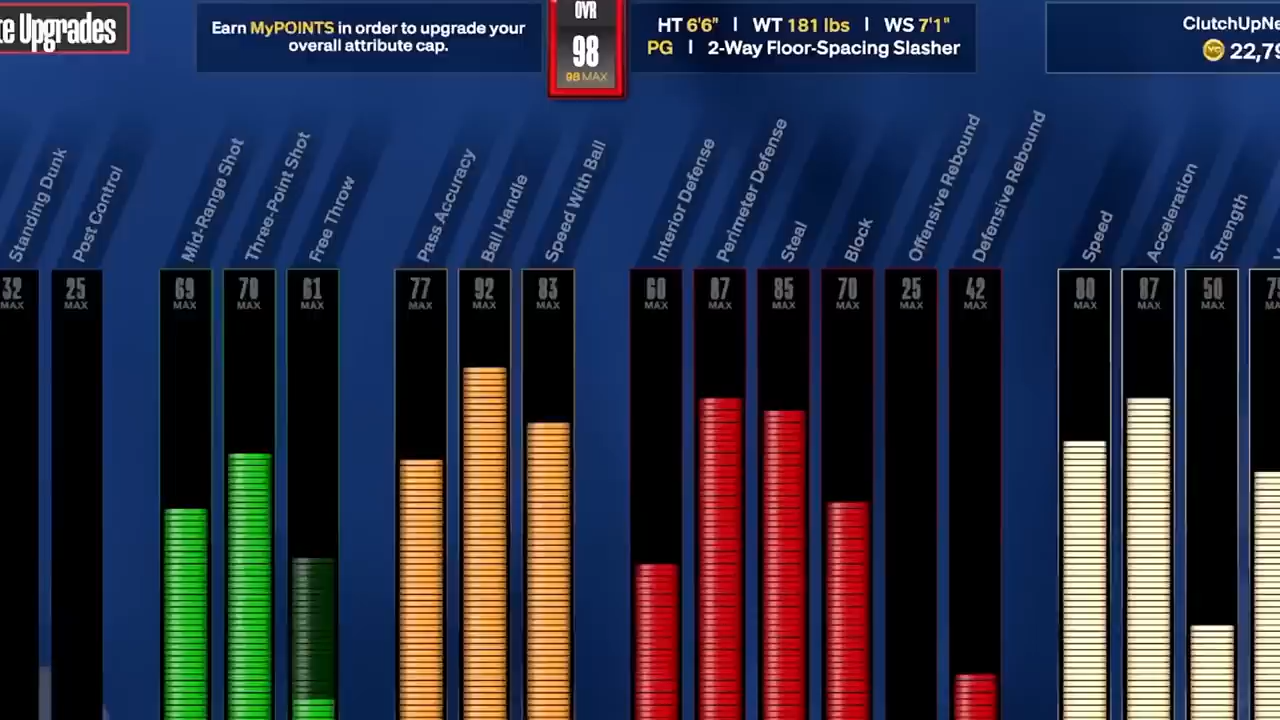 te Upgrades
Earn MyPOINTS in order to upgrade your
overall attribute cap.
OVR
98
98 MAX
HT 6'6" | WT 181 lbs | WS 7'1"
PG | 2-Way Floor-Spacing Slasher
ClutchUpNe
VC 22,79
Standing Dunk
Post Control
Mid-Range Shot
Three-Point Shot
Free Throw
Pass Accuracy
Ball Handle
Speed With Ball
Interior Defense
Perimeter Defense
Steal
Block
Offensive Rebound
Defensive Rebound
Speed
Acceleration
Strength
32 25 69 78 61 77 92 83 60 87 85 70 25 42 80 87 50 75
MAX MAX MAX MAX MAX MAX MAX MAX MAX MAX MAX MAX MAX MAX MAX MAX MAX